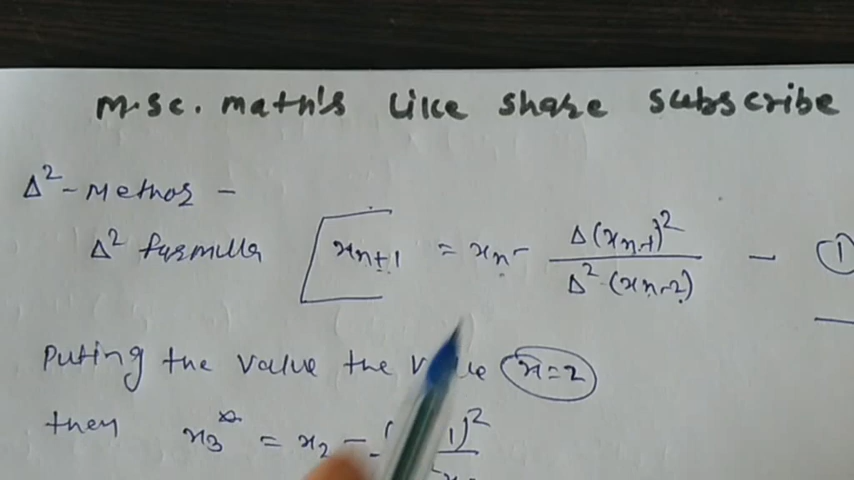 M.sc. math's Like share subscribe
Δ² - Method -
Δ² formula xₙ₊₁ = xₙ - Δ(xₙ₋₁)² / Δ²(xₙ₋₂) - ①
Puting the value the value n=2
then x₃* = x₂ -